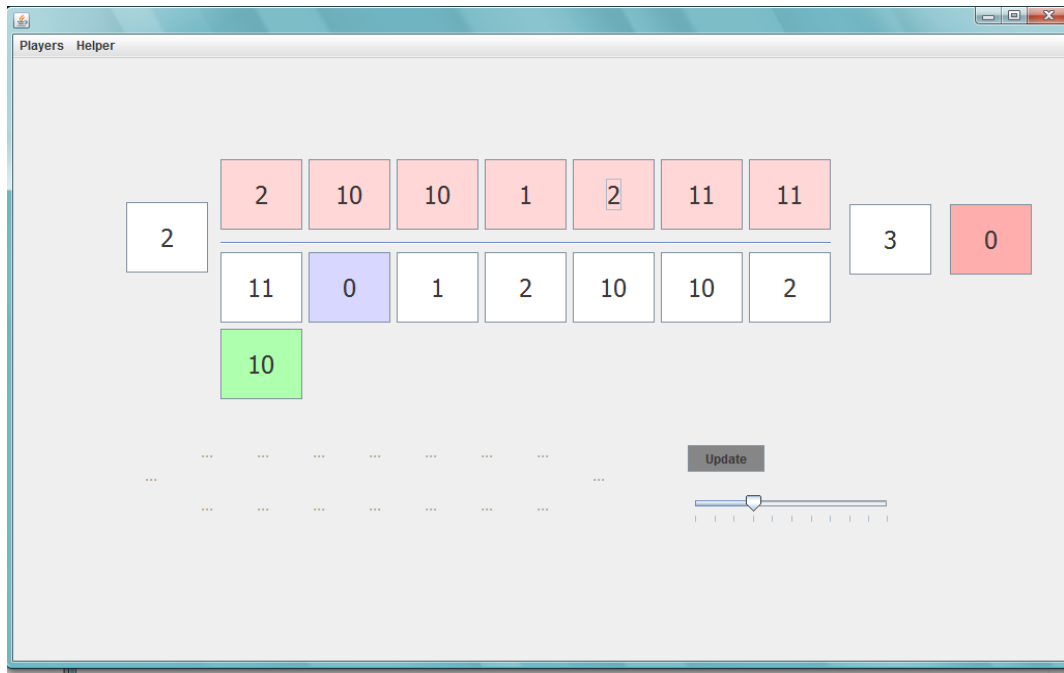 Players Helper
2 10 10 1 2 11 11
2 3 0
11 0 1 2 10 10 2
10
... ... ... ... ... ... ...
Update
... ...
... ... ... ... ... ... ...